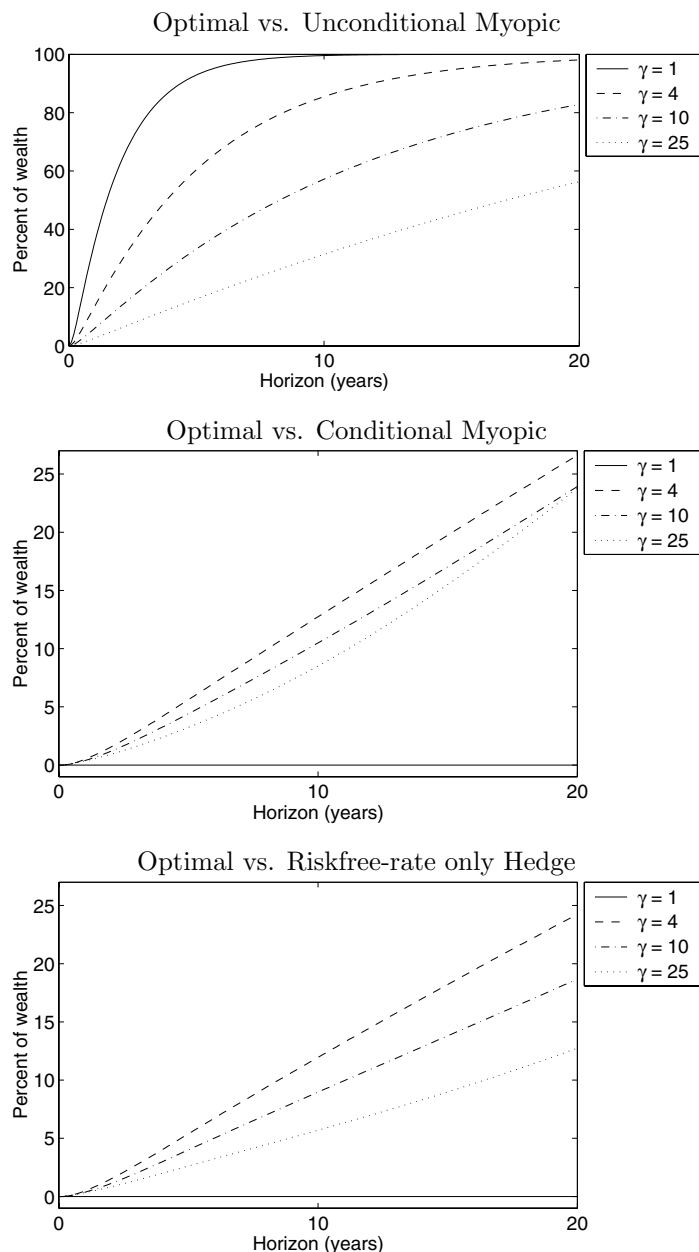 Optimal vs. Unconditional Myopic
100
80
60
40
20
0
0
10
20
Percent of wealth
Horizon (years)
γ = 1
γ = 4
γ = 10
γ = 25
Optimal vs. Conditional Myopic
25
20
15
10
5
0
0
10
20
Percent of wealth
Horizon (years)
γ = 1
γ = 4
γ = 10
γ = 25
Optimal vs. Riskfree-rate only Hedge
25
20
15
10
5
0
0
10
20
Percent of wealth
Horizon (years)
γ = 1
γ = 4
γ = 10
γ = 25